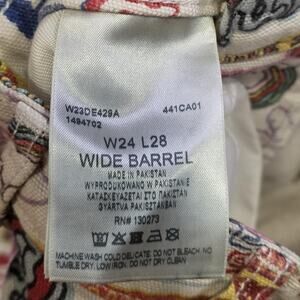 W23DE429A 441CA01
1494702
W24 L28
WIDE BARREL
MADE IN PAKISTAN
WYPRODUKOWANO W PAKISTANIE
ΚΑΤΑΣΚΕΥΑΖΕΤΑΙ ΣΤΟ ΠΑΚΙΣΤΑΝ
GYÁRTVA PAKISZTÁNBAN
RN# 130273
MACHINE WASH COLD DELICATE. DO NOT BLEACH. NO
TUMBLE DRY. LOW IRON. DO NOT DRY CLEAN